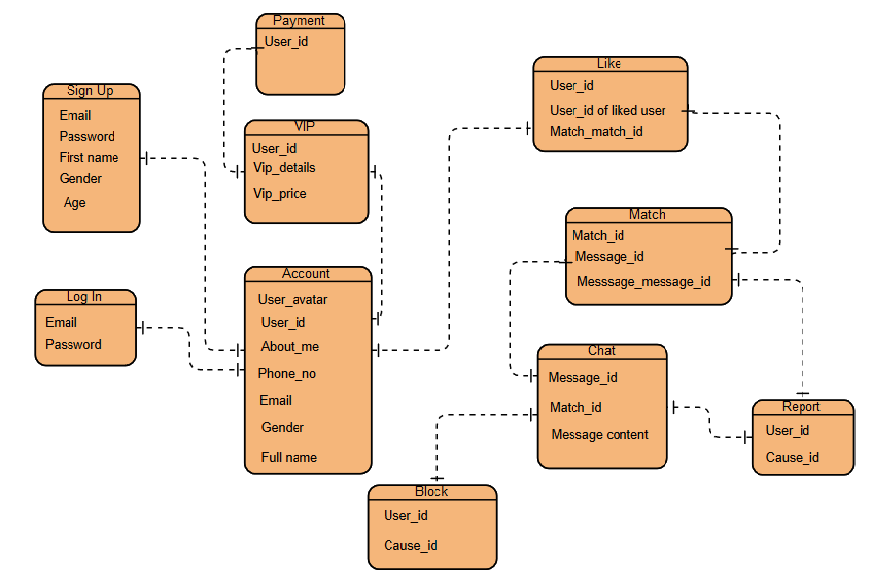 Payment
User_id
Sign Up
Email
Password
First name
Gender
Age
VIP
User_id
Vip_details
Vip_price
Like
User_id
User_id of liked user
Match_match_id
Match
Match_id
Message_id
Messsage_message_id
Account
User_avatar
User_id
About_me
Phone_no
Email
Gender
Full name
Log In
Email
Password
Chat
Message_id
Match_id
Message content
Report
User_id
Cause_id
Block
User_id
Cause_id